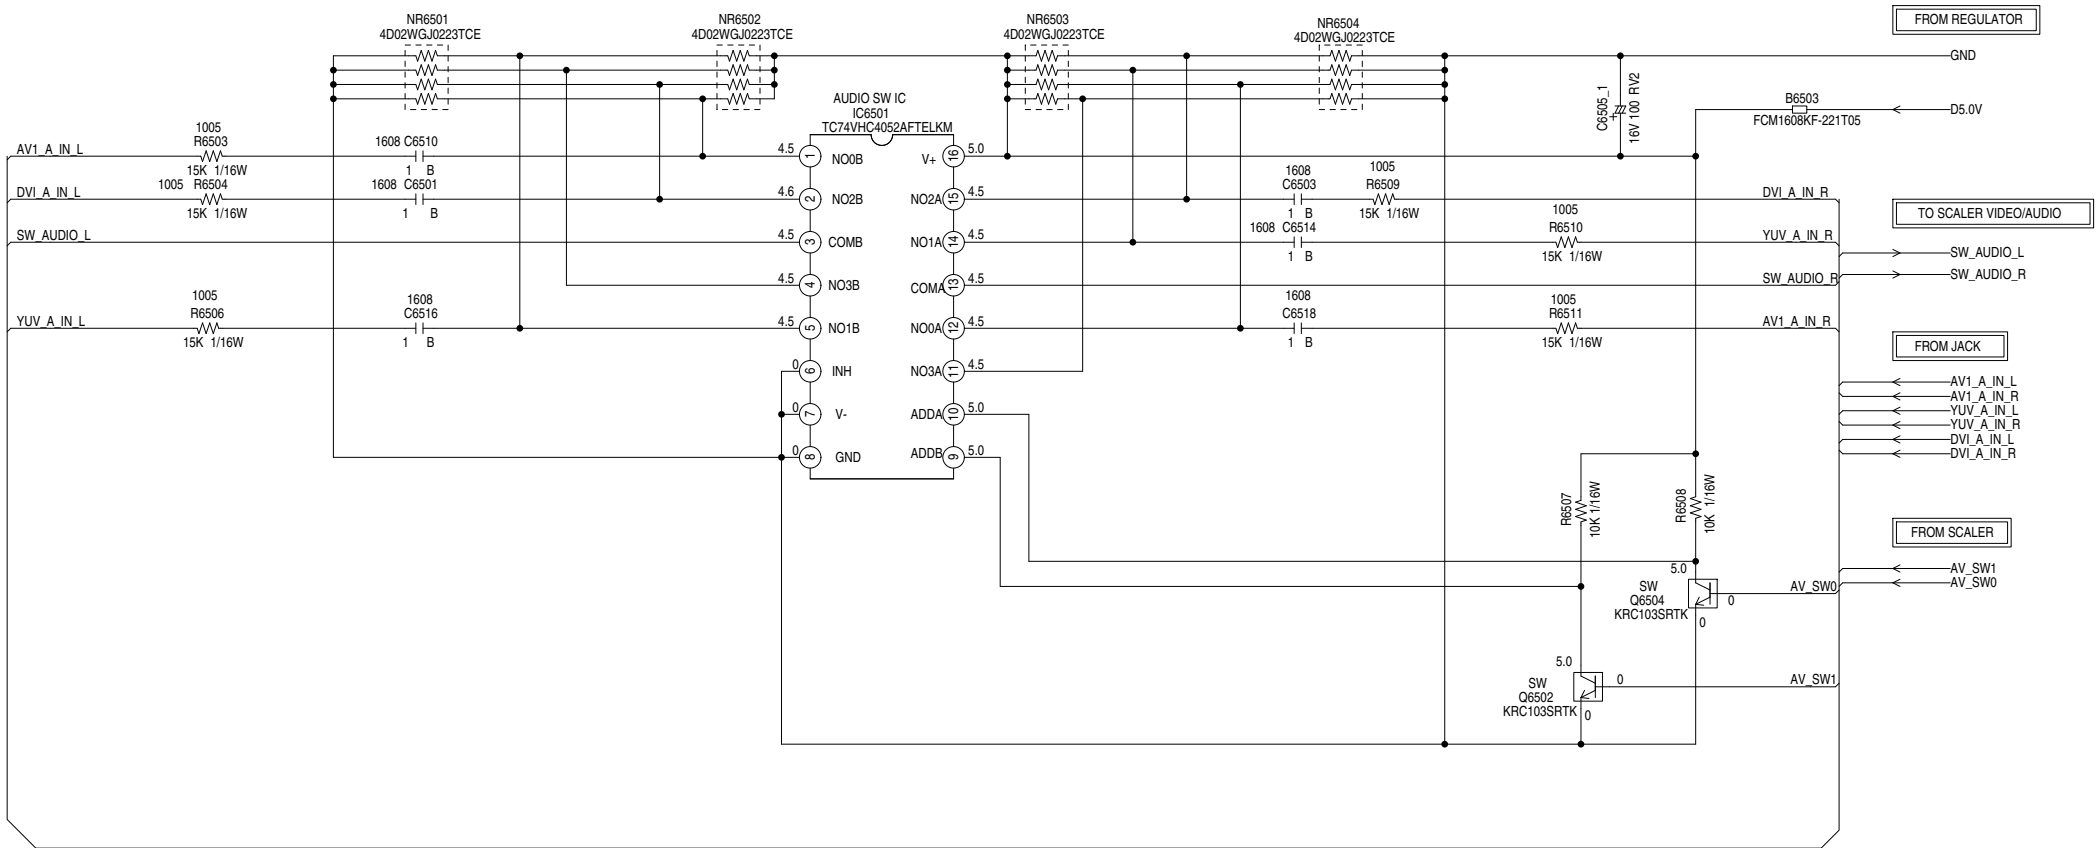 NR6501
4D02WGJ0223TCE
NR6502
4D02WGJ0223TCE
NR6503
4D02WGJ0223TCE
NR6504
4D02WGJ0223TCE
FROM REGULATOR
GND
C6505_1
16V 100 RV2
B6503
FCM1608KF-221T05
D5.0V
AUDIO SW IC
IC6501
TC74VHC4052AFTELKM
AV1_A_IN_L
1005
R6503
15K 1/16W
1608 C6510
1 B
4.5
1
NO0B
V+
16
5.0
DVI_A_IN_L
1005 R6504
15K 1/16W
1608 C6501
1 B
4.6
2
NO2B
NO2A
15
4.5
1608
C6503
1 B
1005
R6509
15K 1/16W
DVI_A_IN_R
TO SCALER VIDEO/AUDIO
SW_AUDIO_L
4.5
3
COMB
NO1A
14
4.5
1608 C6514
1 B
1005
R6510
15K 1/16W
YUV_A_IN_R
SW_AUDIO_L
SW_AUDIO_R
4.5
4
NO3B
COMA
13
4.5
SW_AUDIO_R
YUV_A_IN_L
1005
R6506
15K 1/16W
1608
C6516
1 B
4.5
5
NO1B
NO0A
12
4.5
1608
C6518
1 B
1005
R6511
15K 1/16W
AV1_A_IN_R
FROM JACK
0
6
INH
NO3A
11
4.5
AV1_A_IN_L
AV1_A_IN_R
YUV_A_IN_L
YUV_A_IN_R
DVI_A_IN_L
DVI_A_IN_R
0
7
V-
ADDA
10
5.0
0
8
GND
ADDB
9
5.0
R6507
10K 1/16W
R6508
10K 1/16W
FROM SCALER
AV_SW1
AV_SW0
5.0
SW
Q6504
KRC103SRTK
0
0
AV_SW0
5.0
SW
Q6502
KRC103SRTK
0
0
AV_SW1